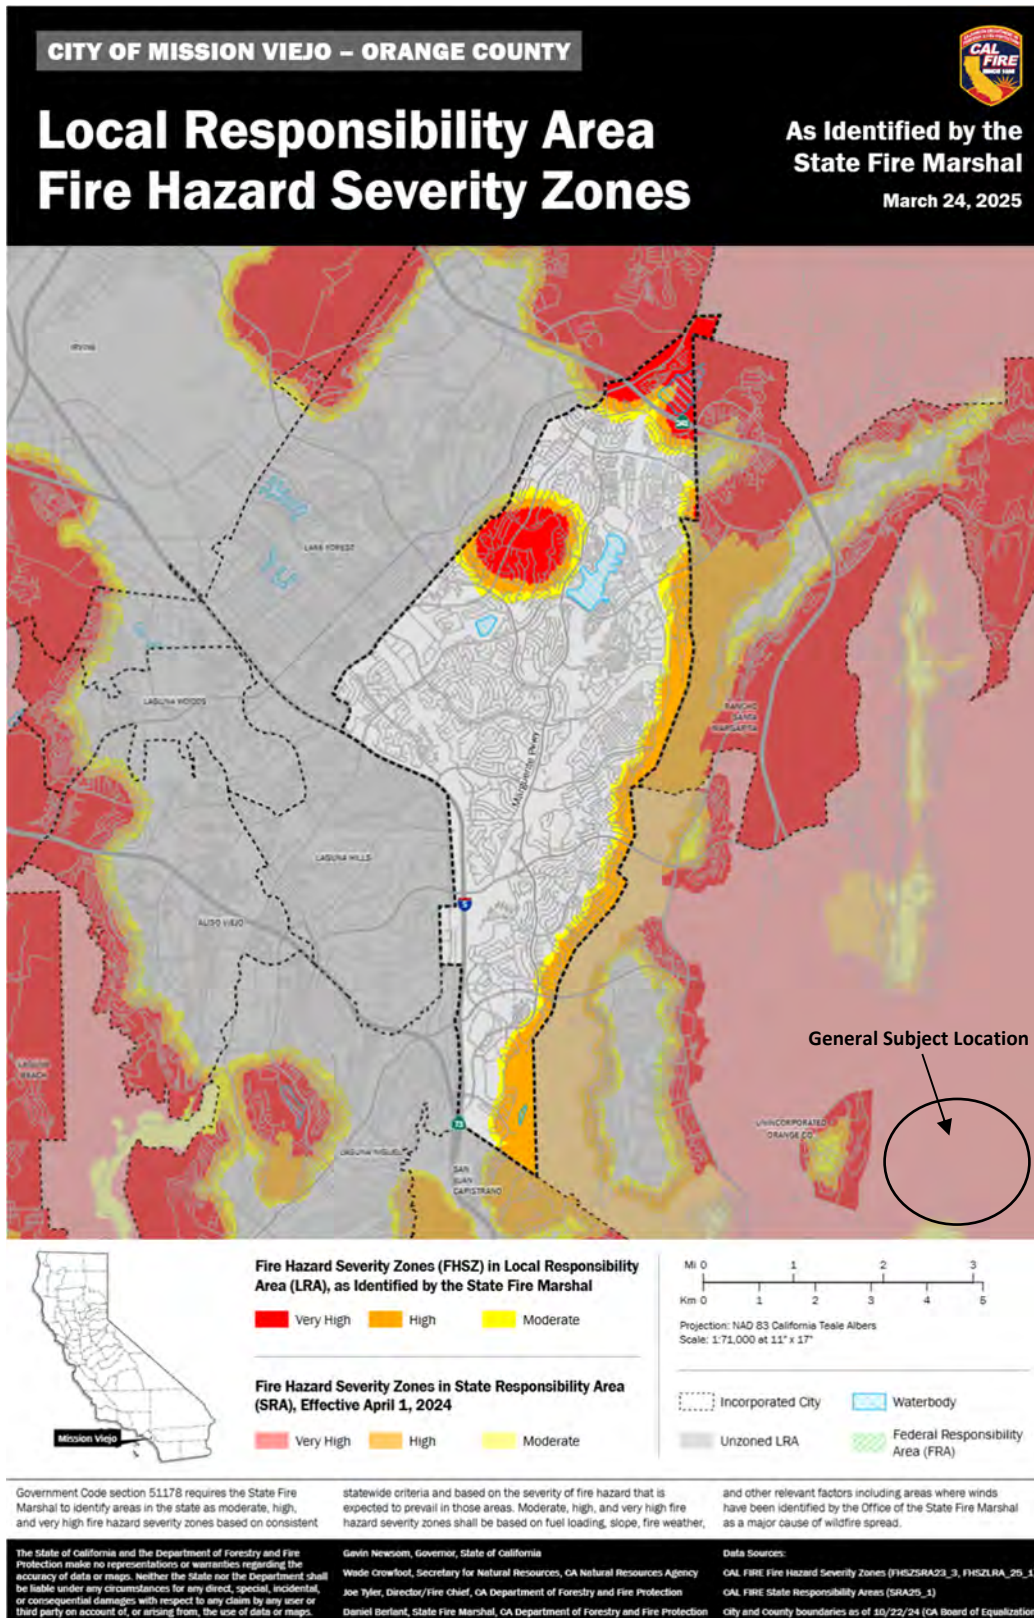 CITY OF MISSION VIEJO – ORANGE COUNTY
CAL
FIRE
SINCE 1885
Local Responsibility Area
Fire Hazard Severity Zones
As Identified by the
State Fire Marshal
March 24, 2025
IRVINE
241
LAKE FOREST
LAGUNA WOODS
RANCHO
SANTA
MARGARITA
Marguerite Pkwy
LAGUNA HILLS
5
ALISO VIEJO
General Subject Location
LAGUNA
BEACH
UNINCORPORATED
ORANGE CO.
73
LAGUNA NIGUEL
SAN
JUAN
CAPISTRANO
Fire Hazard Severity Zones (FHSZ) in Local Responsibility
Area (LRA), as Identified by the State Fire Marshal
Very High High Moderate
Fire Hazard Severity Zones in State Responsibility Area
(SRA), Effective April 1, 2024
Very High High Moderate
Mission Viejo
Mi 0 1 2 3
Km 0 1 2 3 4 5
Projection: NAD 83 California Teale Albers
Scale: 1:71,000 at 11" x 17"
Incorporated City Waterbody
Unzoned LRA Federal Responsibility
Area (FRA)
Government Code section 51178 requires the State Fire
Marshal to identify areas in the state as moderate, high,
and very high fire hazard severity zones based on consistent
statewide criteria and based on the severity of fire hazard that is
expected to prevail in those areas. Moderate, high, and very high fire
hazard severity zones shall be based on fuel loading, slope, fire weather,
and other relevant factors including areas where winds
have been identified by the Office of the State Fire Marshal
as a major cause of wildfire spread.
The State of California and the Department of Forestry and Fire
Protection make no representations or warranties regarding the
accuracy of data or maps. Neither the State nor the Department shall
be liable under any circumstances for any direct, special, incidental,
or consequential damages with respect to any claim by any user or
third party on account of, or arising from, the use of data or maps.
Gavin Newsom, Governor, State of California
Wade Crowfoot, Secretary for Natural Resources, CA Natural Resources Agency
Joe Tyler, Director/Fire Chief, CA Department of Forestry and Fire Protection
Daniel Berlant, State Fire Marshal, CA Department of Forestry and Fire Protection
Data Sources:
CAL FIRE Fire Hazard Severity Zones (FHSZSRA23_3, FHSZLRA_25_1)
CAL FIRE State Responsibility Areas (SRA25_1)
City and County boundaries as of 10/22/24 (CA Board of Equalization